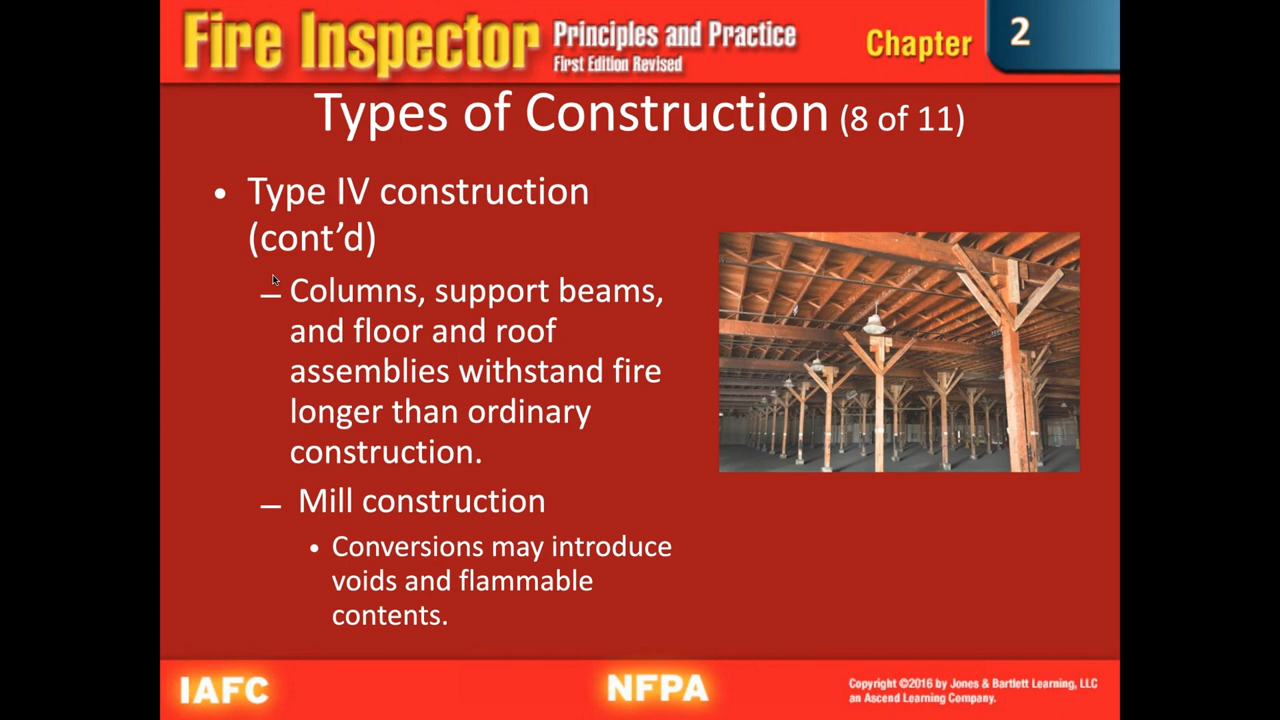 Fire Inspector Principles and Practice
First Edition Revised
Chapter 2
Types of Construction (8 of 11)
• Type IV construction
(cont’d)
– Columns, support beams,
and floor and roof
assemblies withstand fire
longer than ordinary
construction.
– Mill construction
• Conversions may introduce
voids and flammable
contents.
IAFC
NFPA
Copyright ©2016 by Jones & Bartlett Learning, LLC
an Ascend Learning Company.